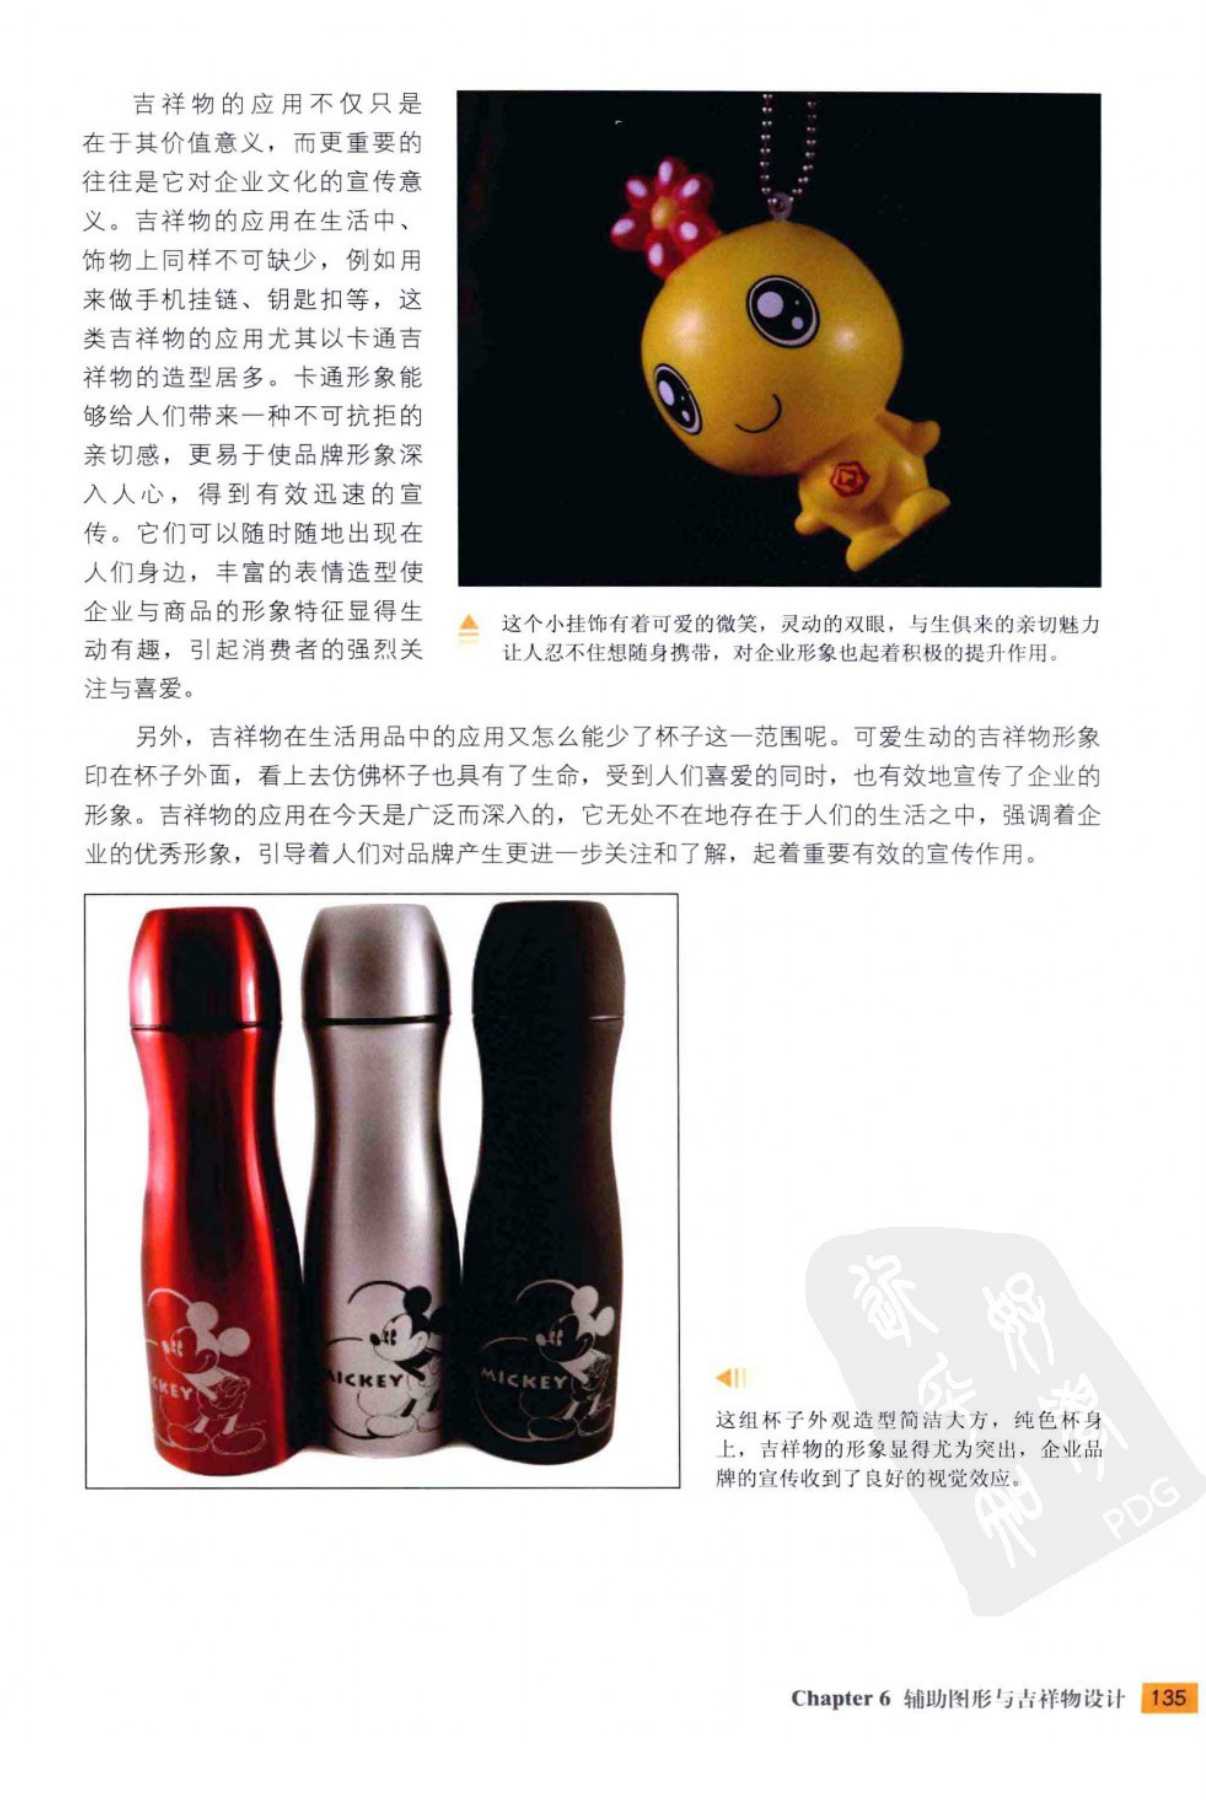 吉祥物的应用不仅只是
在于其价值意义，而更重要的
往往是它对企业文化的宣传意
义。吉祥物的应用在生活中、
饰物上同样不可缺少，例如用
来做手机挂链、钥匙扣等，这
类吉祥物的应用尤其以卡通吉
祥物的造型居多。卡通形象能
够给人们带来一种不可抗拒的
亲切感，更易于使品牌形象深
入人心，得到有效迅速的宣
传。它们可以随时随地出现在
人们身边，丰富的表情造型使
企业与商品的形象特征显得生
动有趣，引起消费者的强烈关
注与喜爱。
这个小挂饰有着可爱的微笑，灵动的双眼，与生俱来的亲切魅力
让人忍不住想随身携带，对企业形象也起着积极的提升作用。
另外，吉祥物在生活用品中的应用又怎么能少了杯子这一范围呢。可爱生动的吉祥物形象
印在杯子外面，看上去仿佛杯子也具有了生命，受到人们喜爱的同时，也有效地宣传了企业的
形象。吉祥物的应用在今天是广泛而深入的，它无处不在地存在于人们的生活之中，强调着企
业的优秀形象，引导着人们对品牌产生更进一步关注和了解，起着重要有效的宣传作用。
CKEY
MICKEY
MICKEY
这组杯子外观造型简洁大方，纯色杯身
上，吉祥物的形象显得尤为突出，企业品
牌的宣传收到了良好的视觉效应。
PDG
Chapter 6 辅助图形与吉祥物设计 135